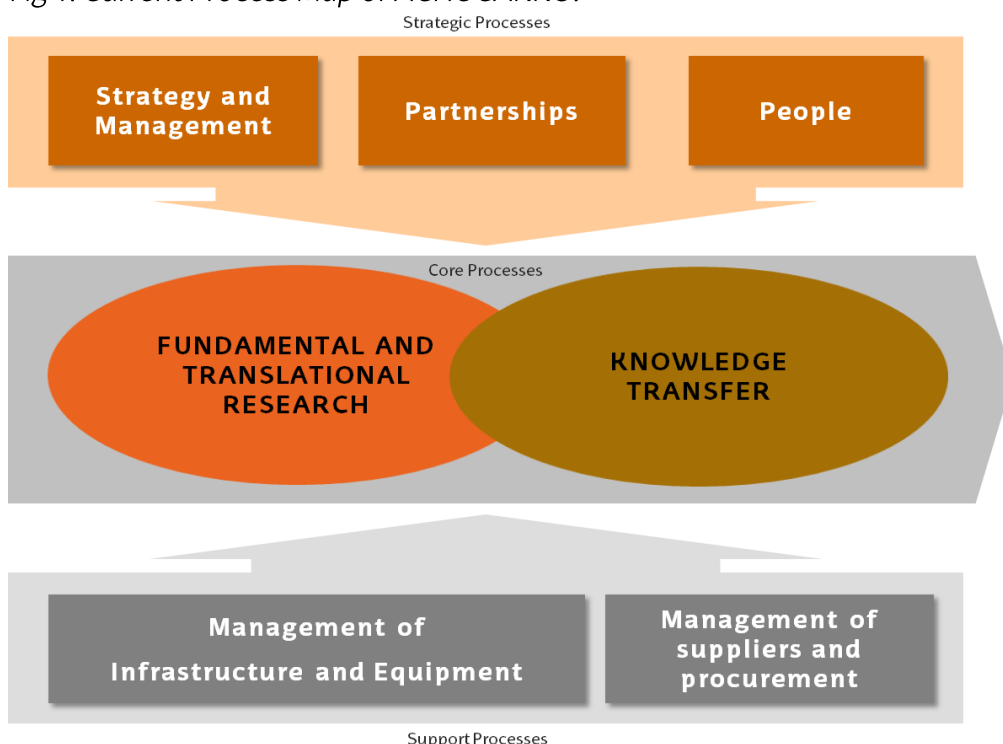 Strategic Processes
Strategy and
Management
Partnerships
People
Core Processes
FUNDAMENTAL AND
TRANSLATIONAL
RESEARCH
KNOWLEDGE
TRANSFER
Management of
Infrastructure and Equipment
Management of
suppliers and
procurement
Support Processes